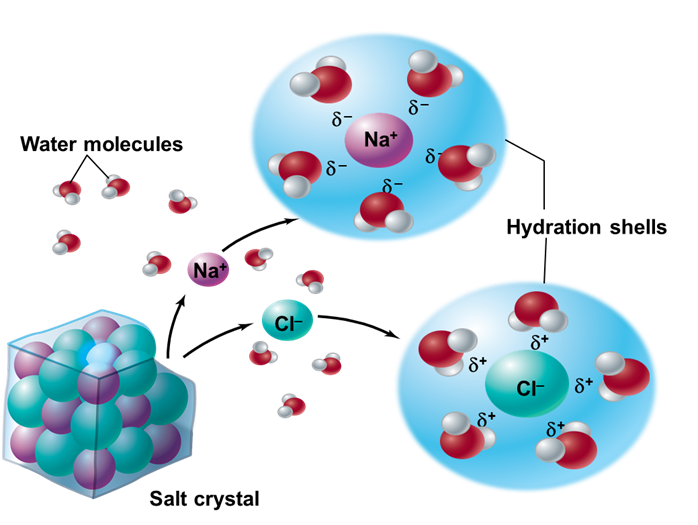 δ⁻
δ⁻
Na⁺
δ⁻
δ⁻
δ⁻
Water molecules
Hydration shells
Na⁺
Cl⁻
δ⁺
δ⁺
Cl⁻
δ⁺
δ⁺
δ⁺
Salt crystal